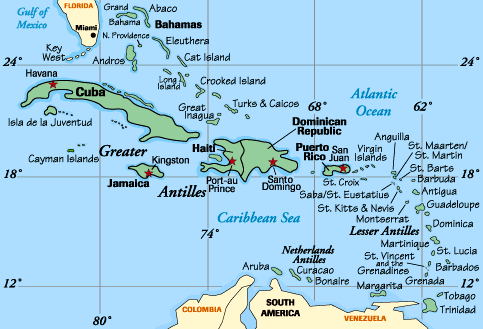 FLORIDA
Gulf of
Mexico
Miami
Key
West
Grand
Bahama
Abaco
Bahamas
N. Providence
Eleuthera
Andros
Cat Island
24°
24°
Havana
Cuba
Long
Island
Crooked Island
Great
Inagua
Turks & Caicos
68°
Atlantic
Ocean
62°
Isla de la Juventud
Dominican
Republic
Anguilla
Cayman Islands
Greater
Kingston
Jamaica
Haiti
Puerto
Rico
San
Juan
Virgin
Islands
St. Maarten/
St. Martin
St. Barts
Barbuda
18°
18°
Antilles
Port-au
Prince
Santo
Domingo
St. Croix
Saba/St. Eustatius
St. Kitts & Nevis
Montserrat
Antigua
Guadeloupe
Caribbean Sea
Lesser Antilles
Dominica
74°
Martinique
St. Lucia
Netherlands
Antilles
St. Vincent
and the
Grenadines
Barbados
Aruba
Curacao
Bonaire
Grenada
12°
12°
Margarita
Tobago
Trinidad
COLOMBIA
SOUTH
AMERICA
VENEZUELA
80°